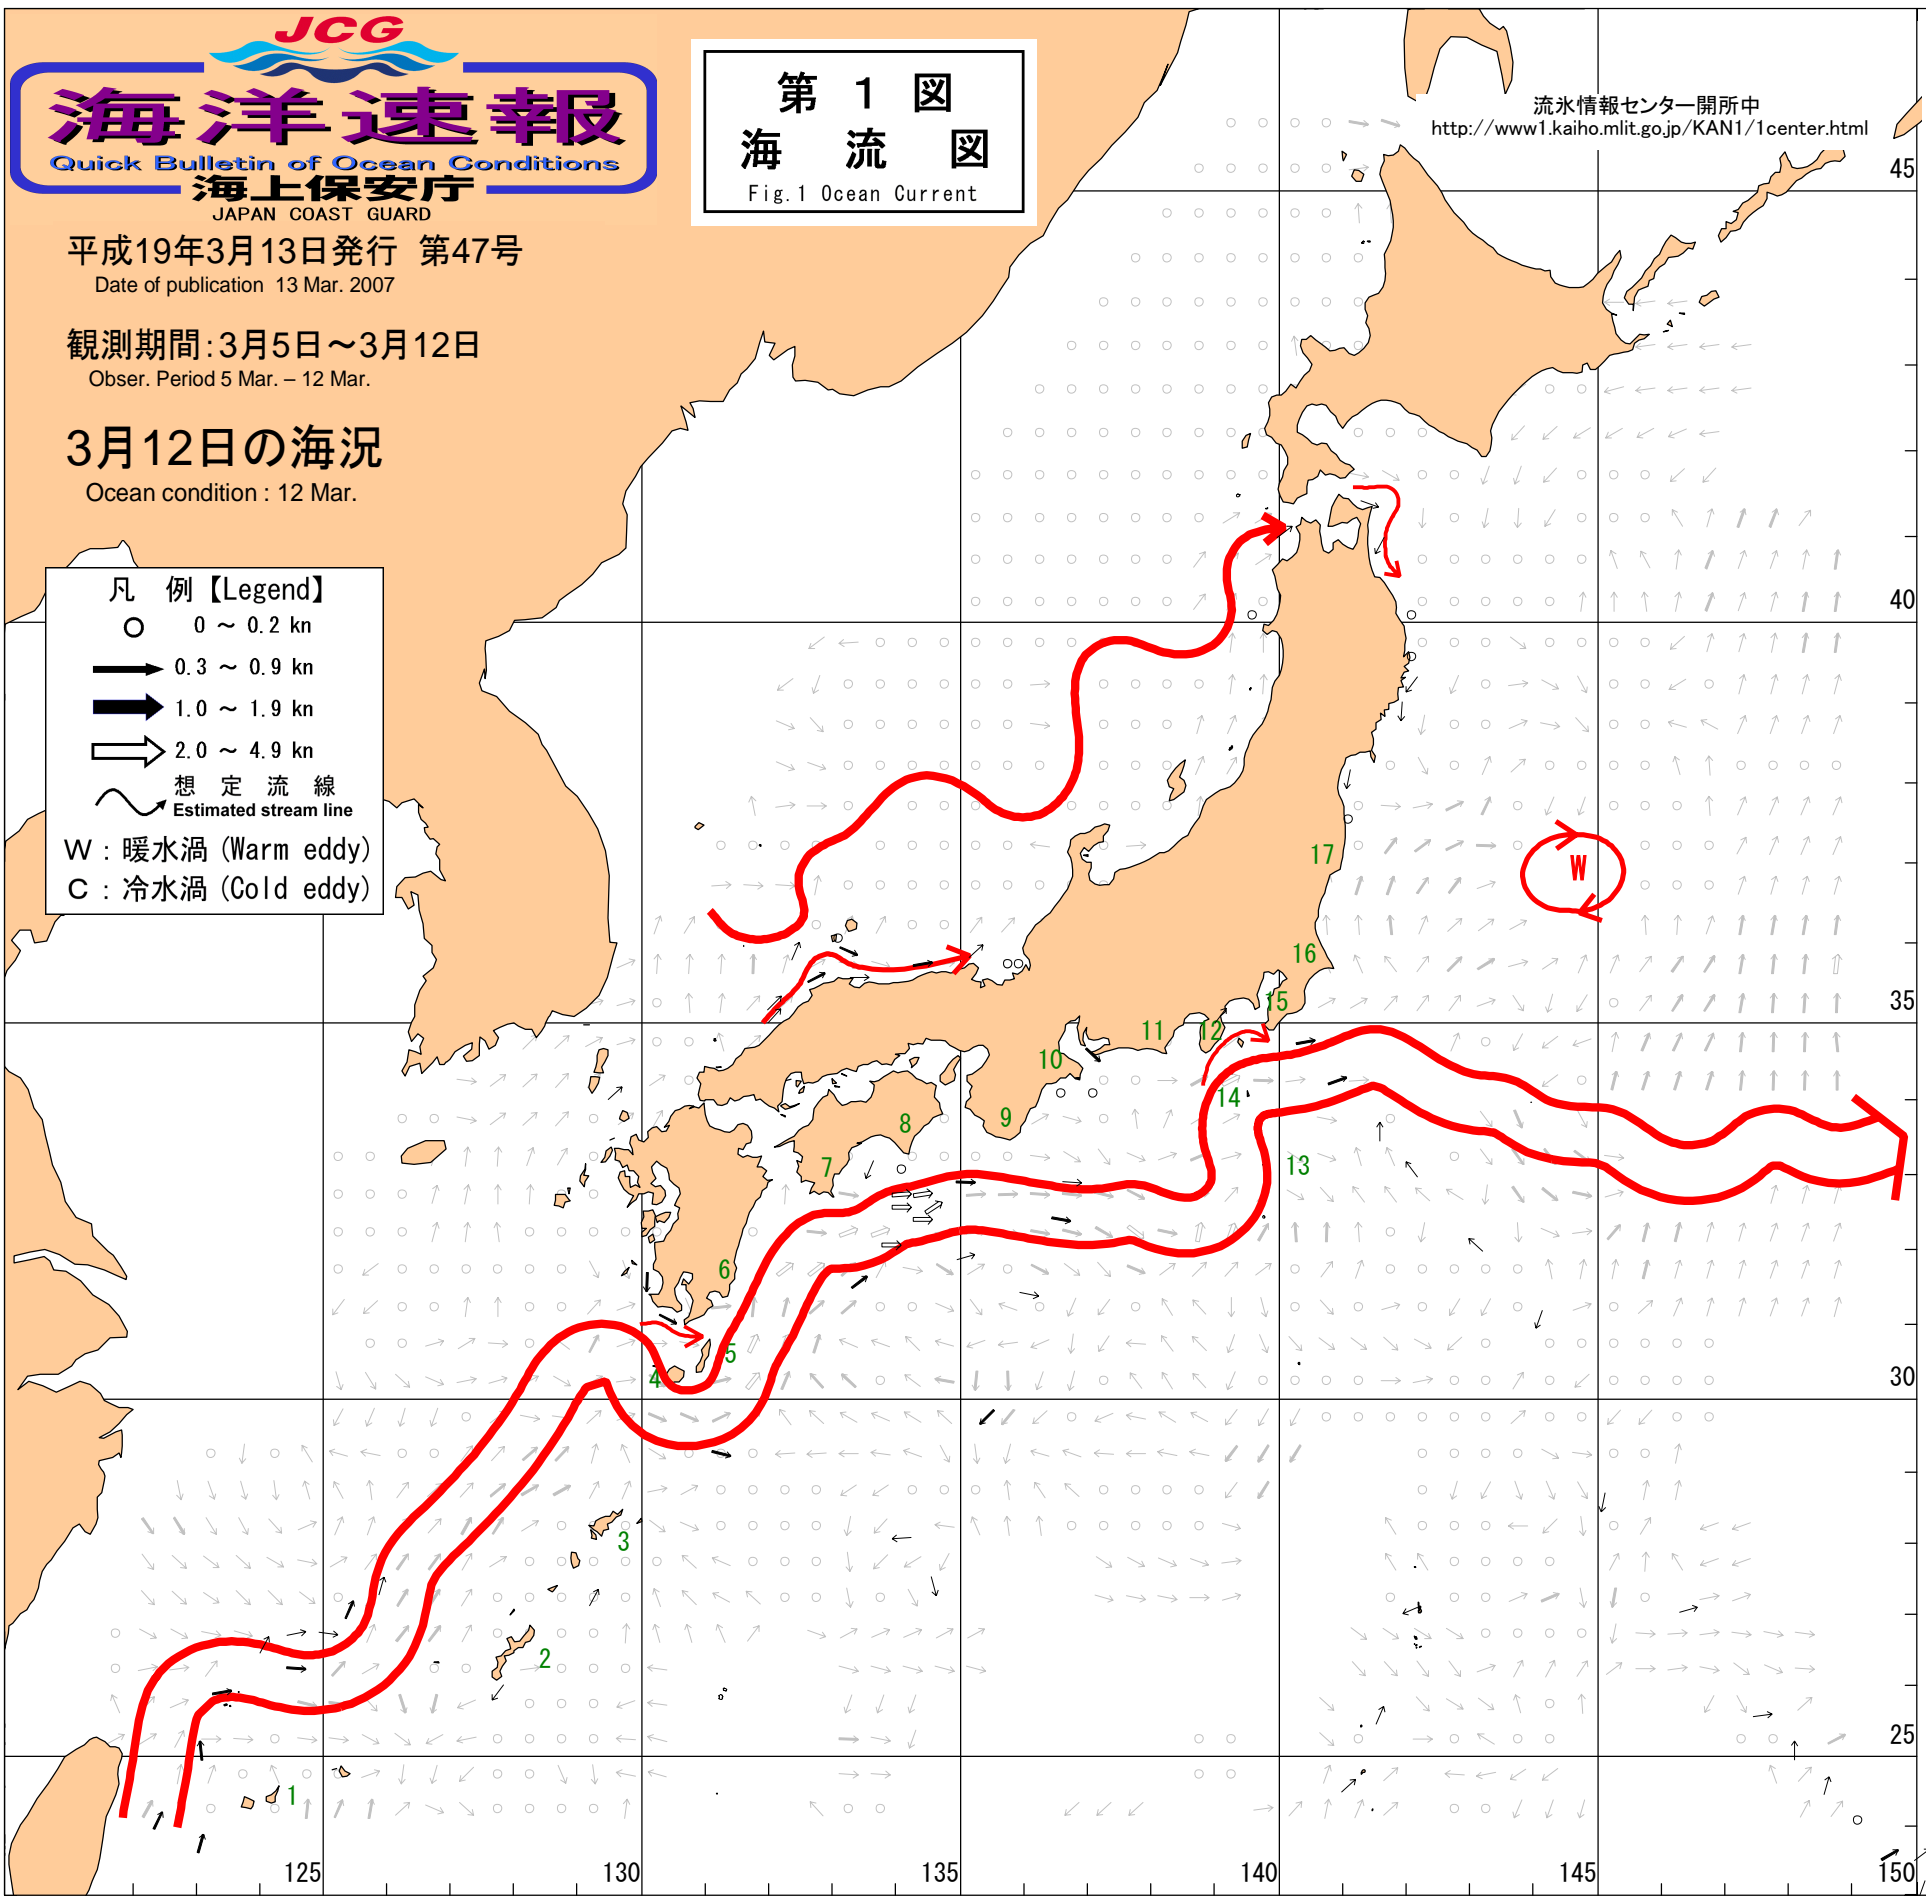 JCG
海洋速報
Quick Bulletin of Ocean Conditions
海上保安庁
JAPAN COAST GUARD
平成19年3月13日発行 第47号
Date of publication 13 Mar. 2007
観測期間:3月5日～3月12日
Obser. Period 5 Mar. – 12 Mar.
3月12日の海況
Ocean condition : 12 Mar.
第 1 図
海 流 図
Fig.1 Ocean Current
流氷情報センター開所中
http://www1.kaiho.mlit.go.jp/KAN1/1center.html
凡 例【Legend】
0 ～ 0.2 kn
0.3 ～ 0.9 kn
1.0 ～ 1.9 kn
2.0 ～ 4.9 kn
想 定 流 線
Estimated stream line
W : 暖水渦 (Warm eddy)
C : 冷水渦 (Cold eddy)
45
40
17
W
16
35
15
12
11
10
14
9
8
13
7
6
5
4
30
3
2
25
1
125
130
135
140
145
150